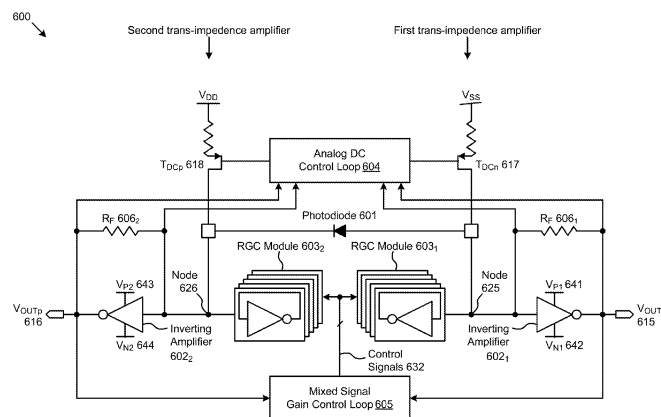 600
Second trans-impedence amplifier
First trans-impedence amplifier
VDD
VSS
TDCp 618
Analog DC
Control Loop 604
TDCn 617
RF 606₂
Photodiode 601
RF 606₁
RGC Module 603₂
RGC Module 603₁
Node
626
Node
625
VP2 643
VP1 641
VOUTp
616
VOUT
615
VN2 644
Inverting
Amplifier
602₂
Inverting
Amplifier
602₁
VN1 642
Control
Signals 632
Mixed Signal
Gain Control Loop 605